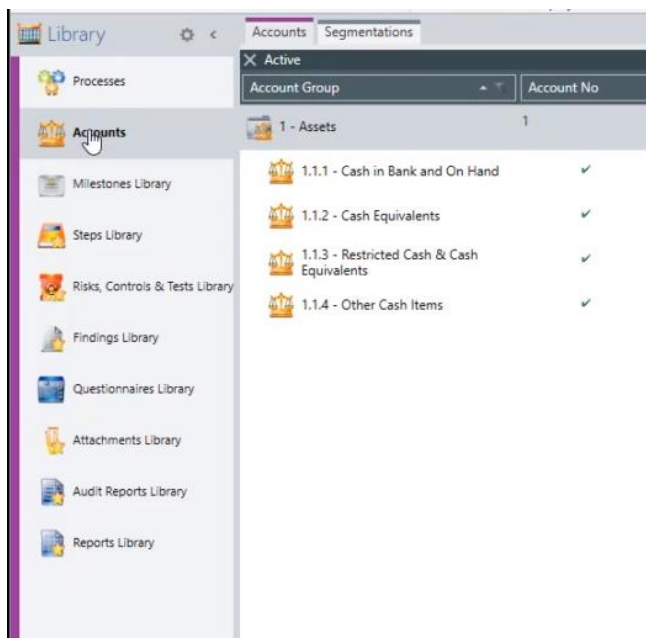 Library
Accounts Segmentations
Active
Account Group Account No
Processes
Accounts
Milestones Library
Steps Library
Risks, Controls & Tests Library
Findings Library
Questionnaires Library
Attachments Library
Audit Reports Library
Reports Library
1 - Assets 1
1.1.1 - Cash in Bank and On Hand
1.1.2 - Cash Equivalents
1.1.3 - Restricted Cash & Cash
Equivalents
1.1.4 - Other Cash Items